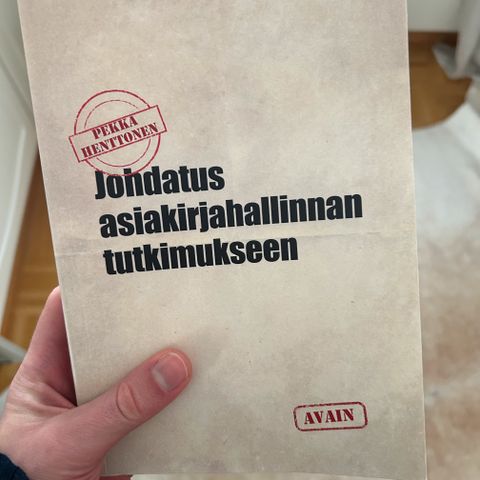 PEKKA
HENTTONEN
Johdatus
asiakirjahallinnan
tutkimukseen
AVAIN